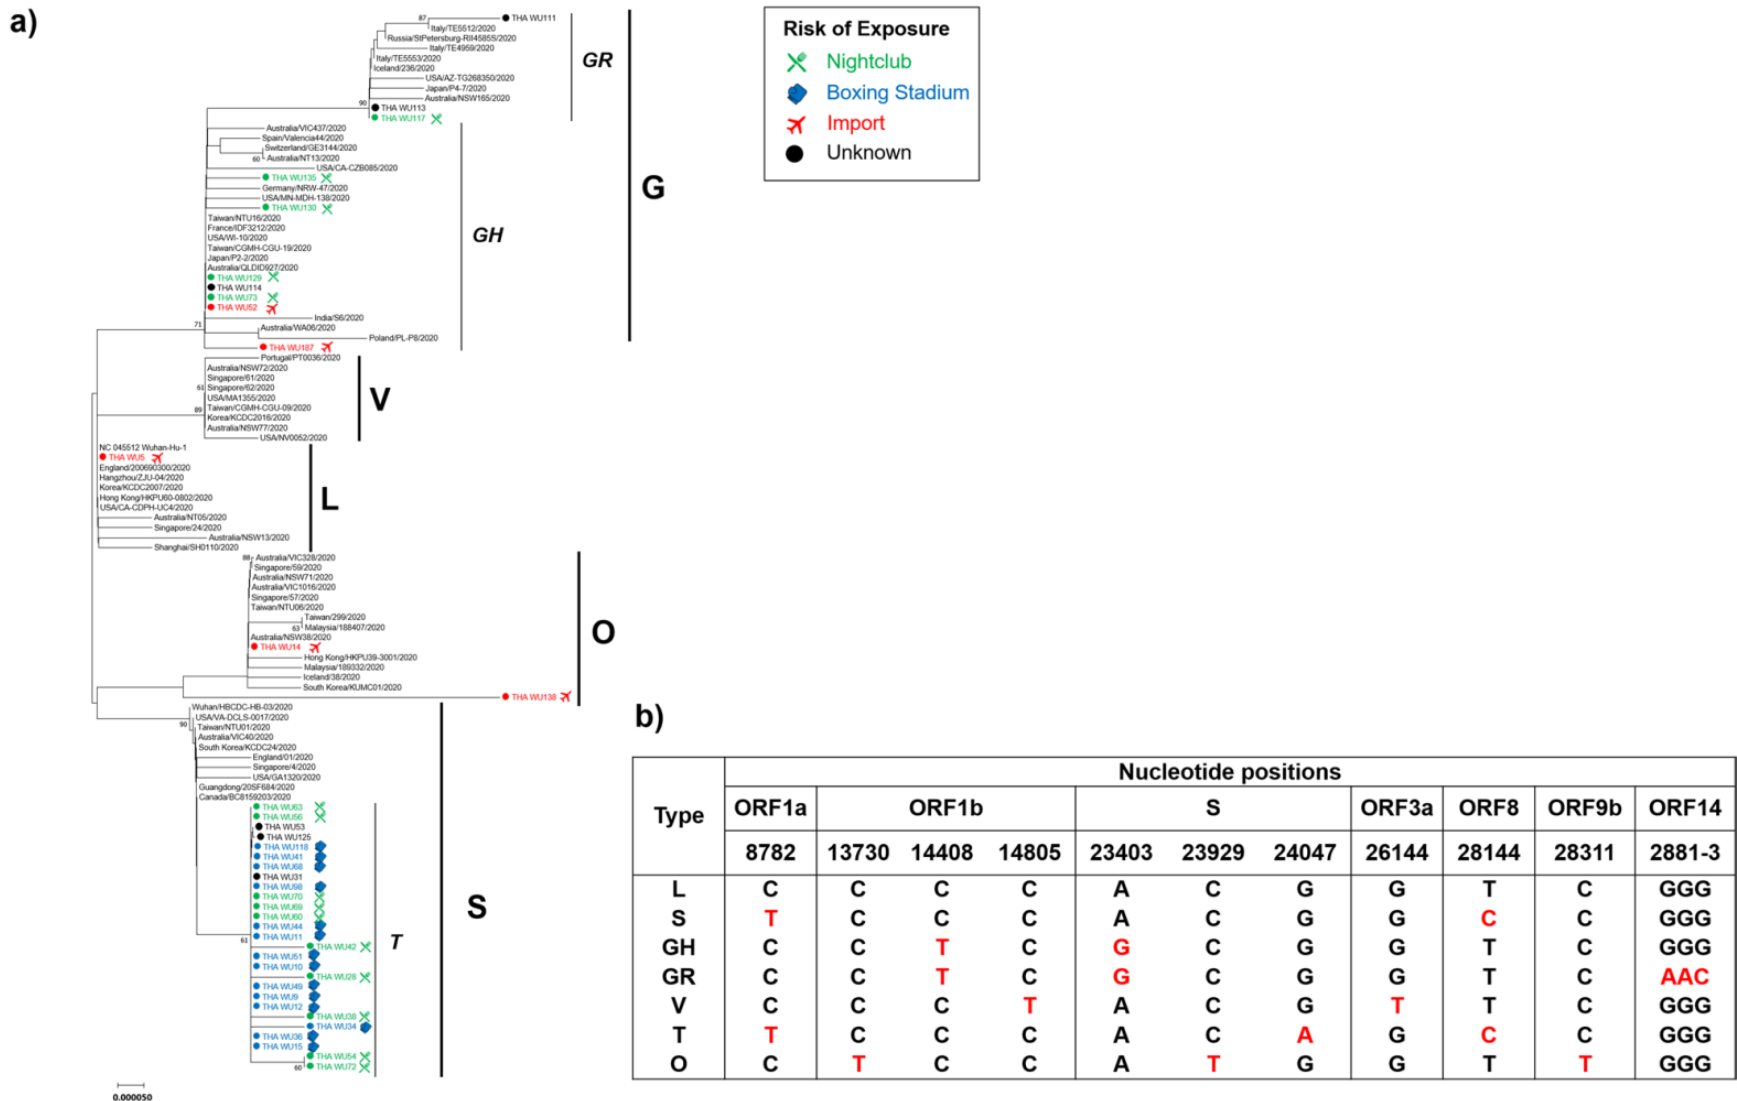 a)
87
THA WU111
Italy/TE5512/2020
Russia/StPetersburg-RII4585S/2020
Italy/TE4959/2020
Italy/TE5553/2020
Iceland/236/2020
USA/AZ-TG268350/2020
Japan/P4-7/2020
Australia/NSW165/2020
90
THA WU113
THA WU117
GR
Australia/VIC437/2020
Spain/Valencia44/2020
Switzerland/GE3144/2020
60
Australia/NT13/2020
USA/CA-CZB085/2020
THA WU135
Germany/NRW-47/2020
USA/MN-MDH-138/2020
THA WU130
Taiwan/NTU16/2020
France/IDF3212/2020
USA/WI-10/2020
Taiwan/CGMH-CGU-19/2020
Japan/P2-2/2020
Australia/QLDID927/2020
THA WU129
THA WU114
THA WU73
THA WU52
India/S6/2020
71
Australia/WA06/2020
Poland/PL-P8/2020
THA WU187
GH
G
Portugal/PT0036/2020
Australia/NSW72/2020
Singapore/61/2020
61
Singapore/62/2020
USA/MA1355/2020
89
Taiwan/CGMH-CGU-09/2020
Korea/KCDC2016/2020
Australia/NSW77/2020
USA/NV0052/2020
V
NC 045512 Wuhan-Hu-1
THA WU5
England/200690300/2020
Hangzhou/ZJU-04/2020
Korea/KCDC2007/2020
Hong Kong/HKPU60-0802/2020
USA/CA-CDPH-UC4/2020
Australia/NT05/2020
Singapore/24/2020
Australia/NSW13/2020
Shanghai/SH0110/2020
L
88
Australia/VIC328/2020
Singapore/59/2020
Australia/NSW71/2020
Australia/VIC1016/2020
Singapore/57/2020
Taiwan/NTU06/2020
Taiwan/299/2020
63
Malaysia/188407/2020
Australia/NSW38/2020
THA WU14
Hong Kong/HKPU39-3001/2020
Malaysia/189332/2020
Iceland/38/2020
South Korea/KUMC01/2020
THA WU138
O
Wuhan/HBCDC-HB-03/2020
USA/VA-DCLS-0017/2020
90
Taiwan/NTU01/2020
Australia/VIC40/2020
South Korea/KCDC24/2020
England/01/2020
Singapore/4/2020
USA/GA1320/2020
Guangdong/20SF684/2020
Canada/BC8159203/2020
THA WU63
THA WU56
THA WU53
THA WU125
THA WU118
THA WU41
THA WU68
THA WU31
THA WU98
THA WU70
THA WU69
THA WU60
THA WU44
THA WU11
61
THA WU42
THA WU51
THA WU10
THA WU28
THA WU49
THA WU9
THA WU12
THA WU38
THA WU34
THA WU36
THA WU15
THA WU54
60
THA WU72
T
S
0.000050
Risk of Exposure
Nightclub
Boxing Stadium
Import
Unknown
b)
Type Nucleotide positions
ORF1a ORF1b S ORF3a ORF8 ORF9b ORF14
8782 13730 14408 14805 23403 23929 24047 26144 28144 28311 2881-3
L C C C C A C G G T C GGG
S T C C C A C G G C C GGG
GH C C T C G C G G T C GGG
GR C C T C G C G G T C AAC
V C C C T A C G T T C GGG
T T C C C A C A G C C GGG
O C T C C A T G G T T GGG